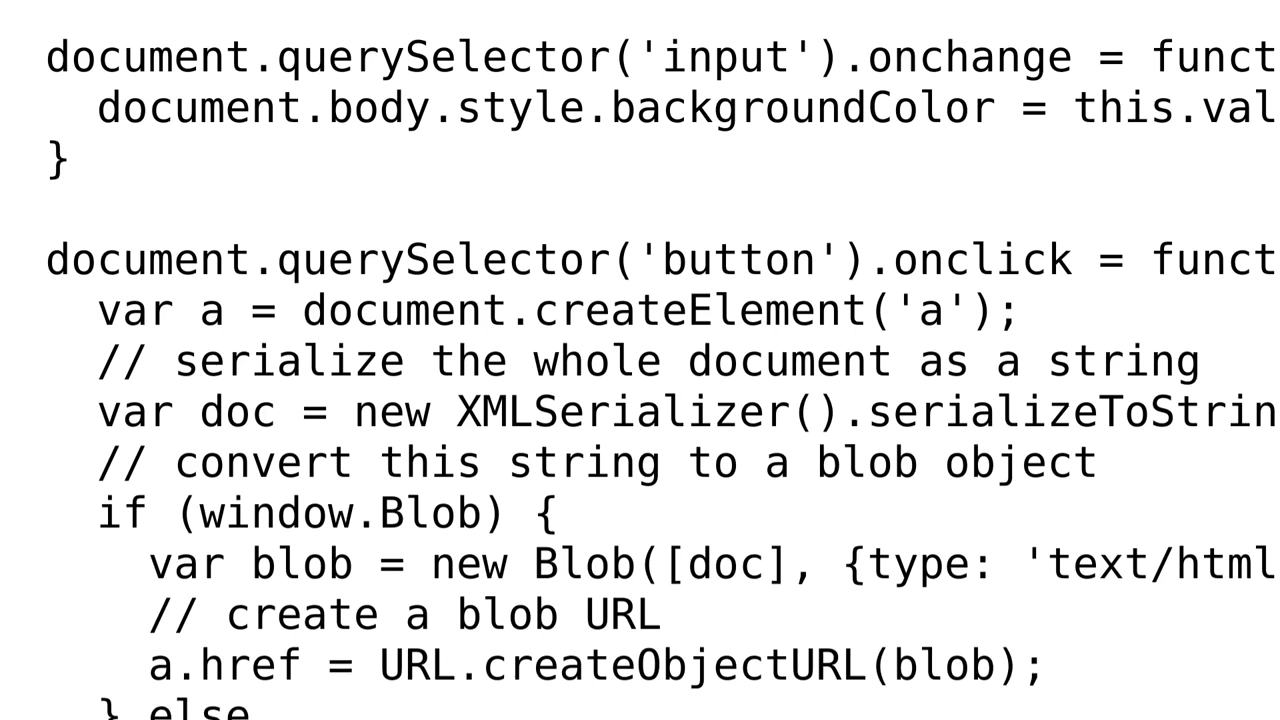 document.querySelector('input').onchange = funct
  document.body.style.backgroundColor = this.val
}

document.querySelector('button').onclick = funct
  var a = document.createElement('a');
  // serialize the whole document as a string
  var doc = new XMLSerializer().serializeToStrin
  // convert this string to a blob object
  if (window.Blob) {
    var blob = new Blob([doc], {type: 'text/html
    // create a blob URL
    a.href = URL.createObjectURL(blob);
  } else